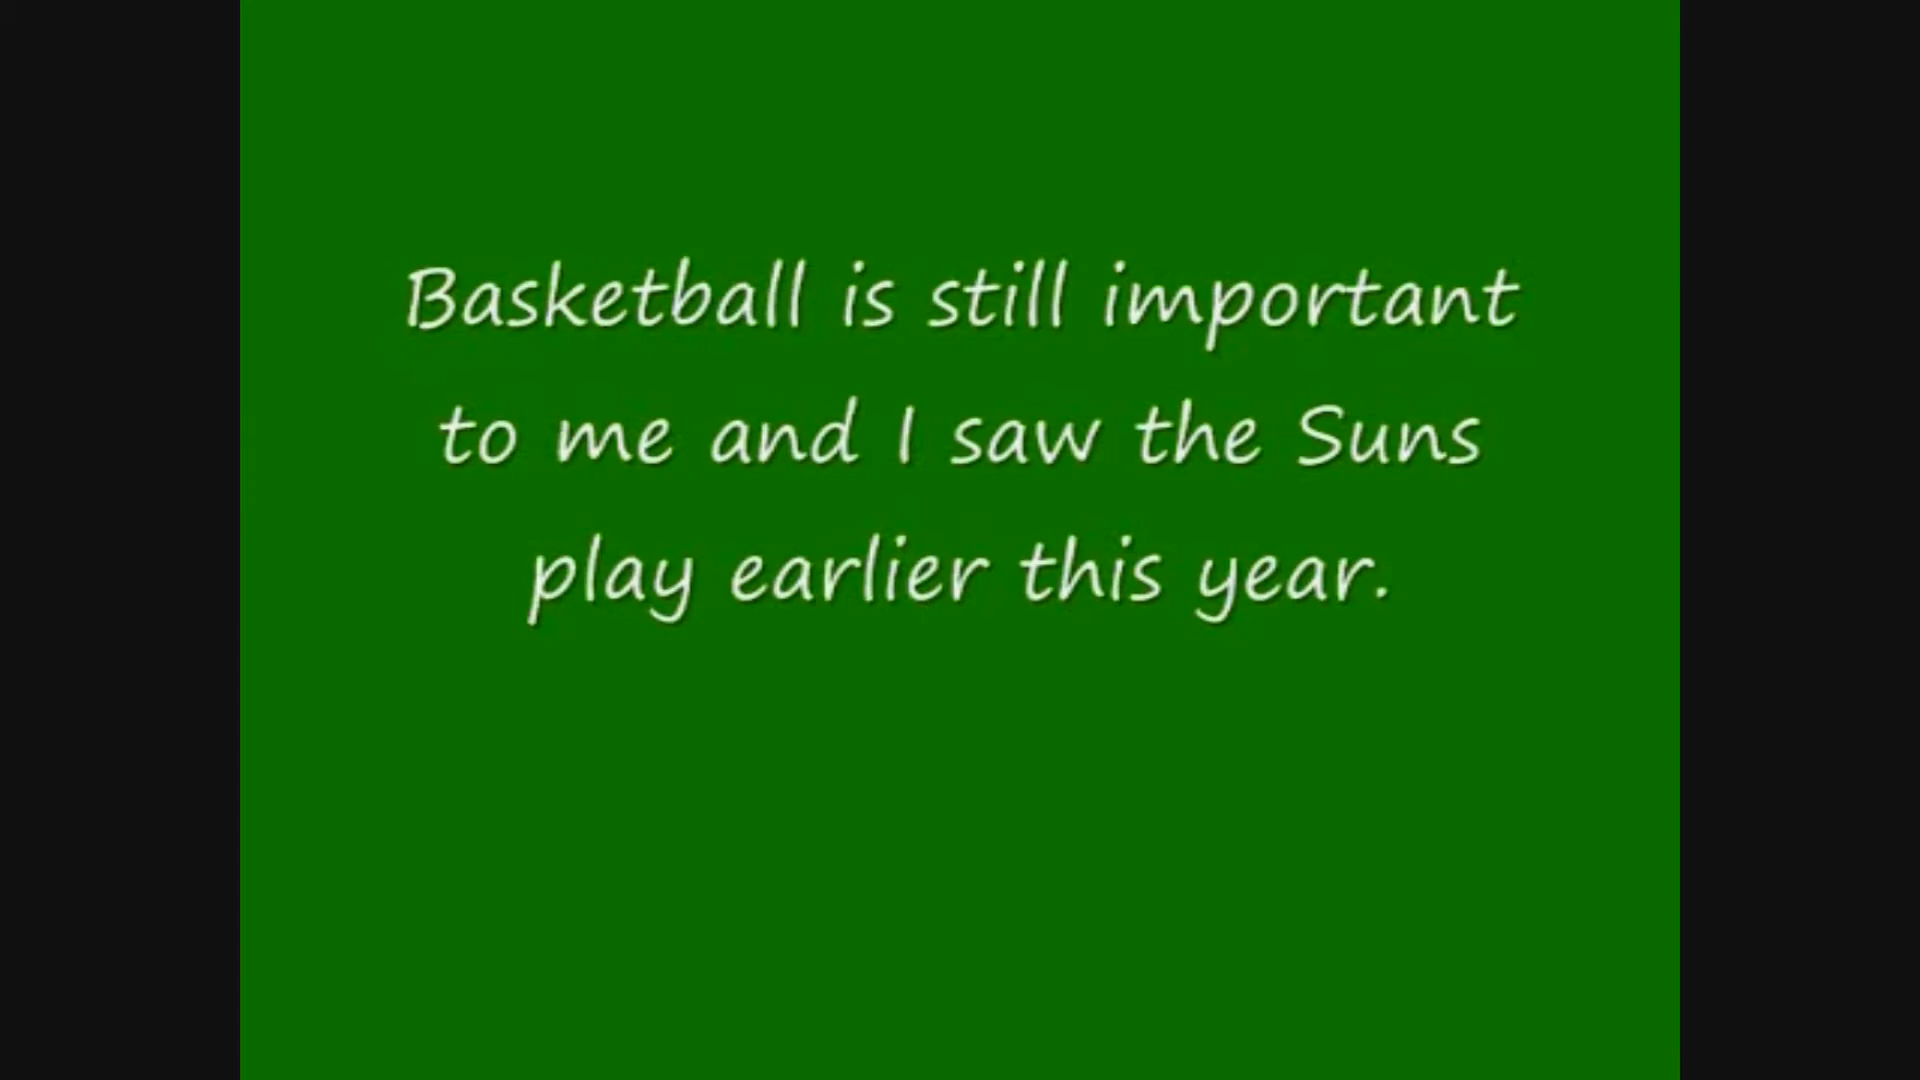 Basketball is still important
to me and I saw the Suns
play earlier this year.